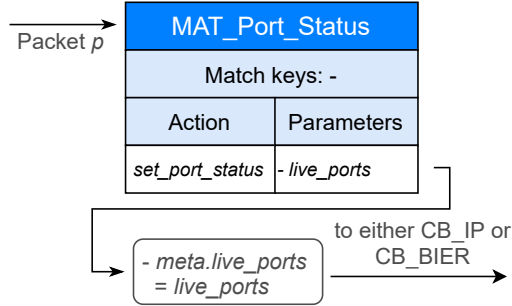 Packet p
MAT_Port_Status
Match keys: -
Action Parameters
set_port_status - live_ports
- meta.live_ports
= live_ports
to either CB_IP or
CB_BIER